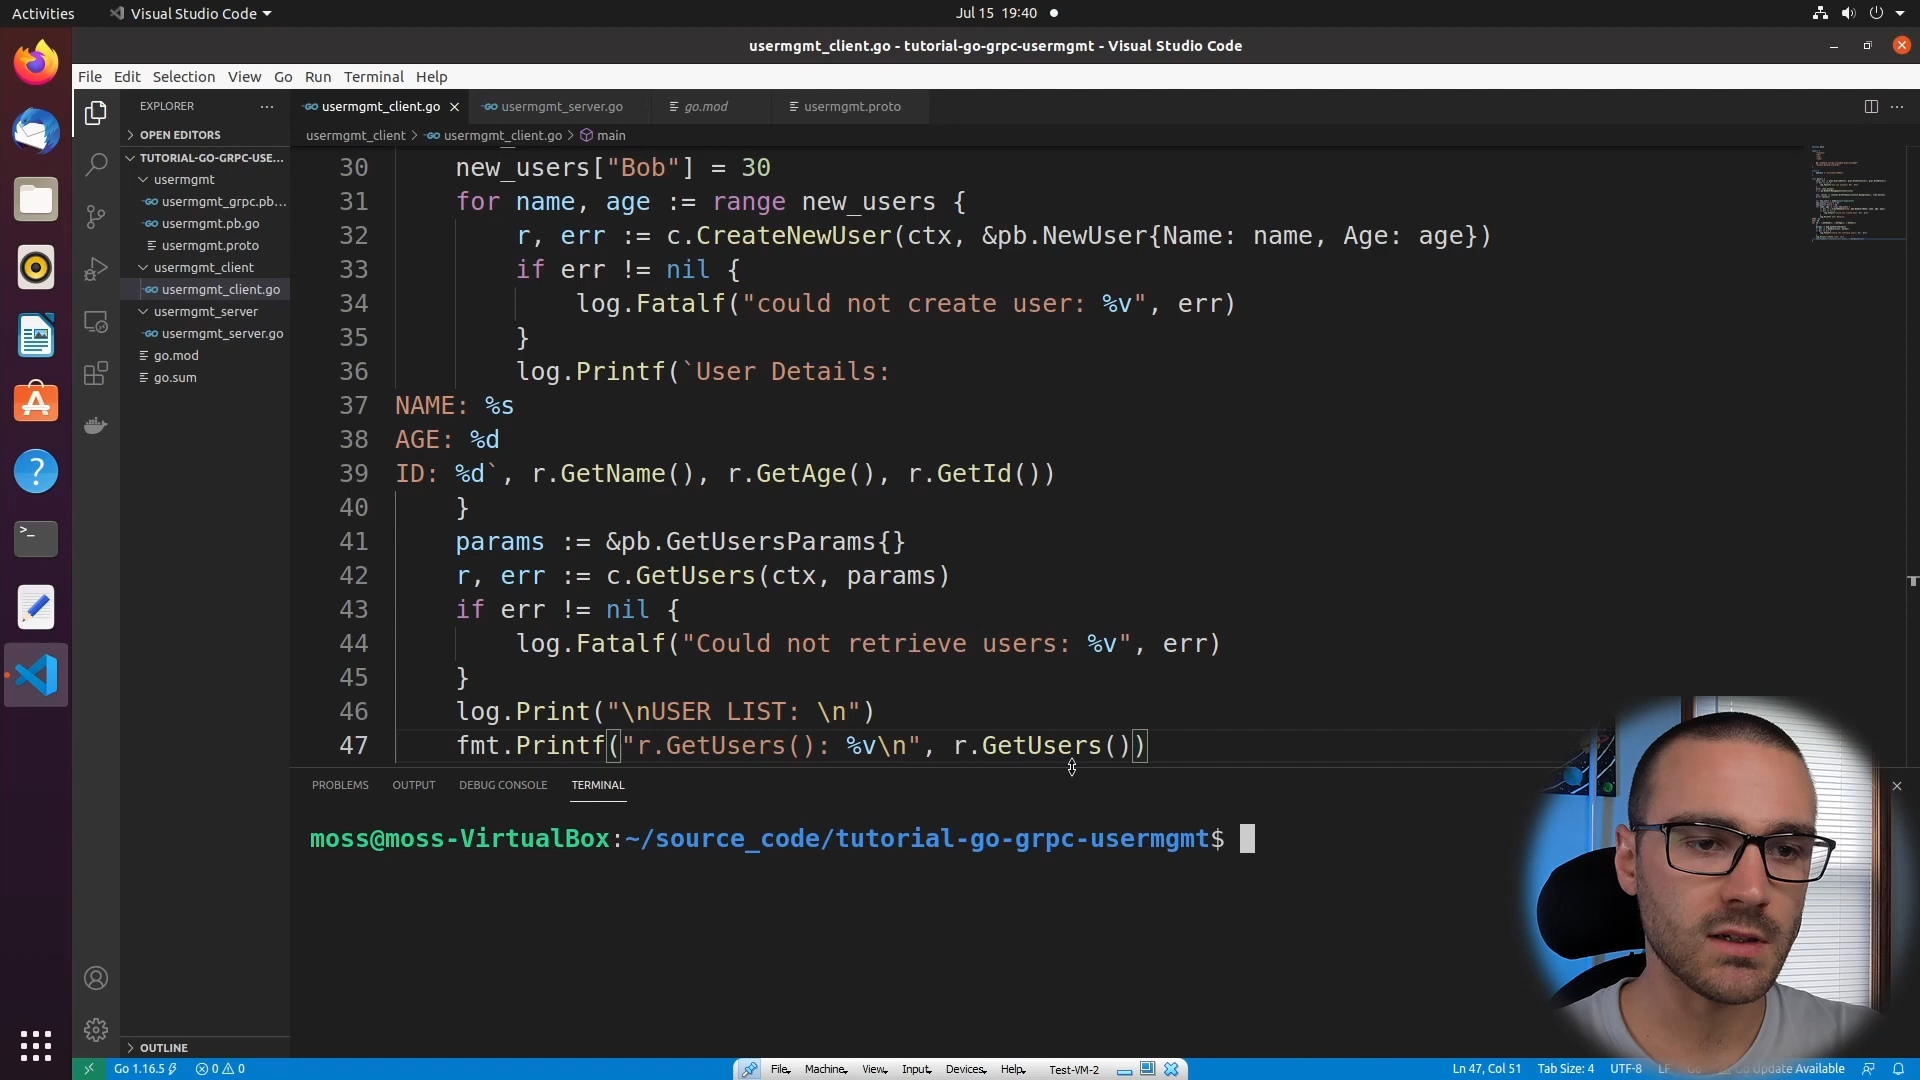 Activities
Visual Studio Code
Jul 15 19:40
usermgmt_client.go - tutorial-go-grpc-usermgmt - Visual Studio Code
File Edit Selection View Go Run Terminal Help
EXPLORER
usermgmt_client.go
usermgmt_server.go
go.mod
usermgmt.proto
OPEN EDITORS
usermgmt_client > usermgmt_client.go > main
TUTORIAL-GO-GRPC-USE...
usermgmt
usermgmt_grpc.pb...
usermgmt.pb.go
usermgmt.proto
usermgmt_client
usermgmt_client.go
usermgmt_server
usermgmt_server.go
go.mod
go.sum
OUTLINE
30 new_users["Bob"] = 30
31 for name, age := range new_users {
32 r, err := c.CreateNewUser(ctx, &pb.NewUser{Name: name, Age: age})
33 if err != nil {
34 log.Fatalf("could not create user: %v", err)
35 }
36 log.Printf(`User Details:
37 NAME: %s
38 AGE: %d
39 ID: %d`, r.GetName(), r.GetAge(), r.GetId())
40 }
41 params := &pb.GetUsersParams{}
42 r, err := c.GetUsers(ctx, params)
43 if err != nil {
44 log.Fatalf("Could not retrieve users: %v", err)
45 }
46 log.Print("\nUSER LIST: \n")
47 fmt.Printf("r.GetUsers(): %v\n", r.GetUsers())
PROBLEMS OUTPUT DEBUG CONSOLE TERMINAL
moss@moss-VirtualBox:~/source_code/tutorial-go-grpc-usermgmt$
Go 1.16.5
0 0
File Machine View Input Devices Help Test-VM-2
Ln 47, Col 51 Tab Size: 4 UTF-8 LF Go Go Update Available